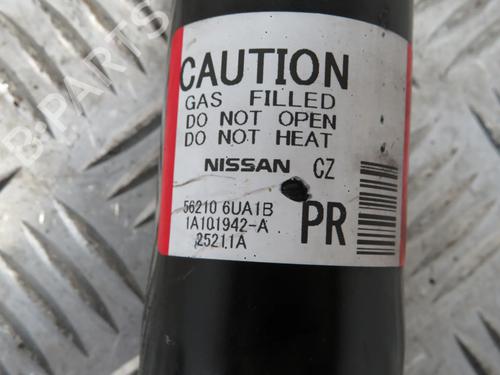 CAUTION
GAS FILLED
DO NOT OPEN
DO NOT HEAT
NISSAN CZ
56210 6UA1B
1A101942-A
25211A
PR
B-PARTS